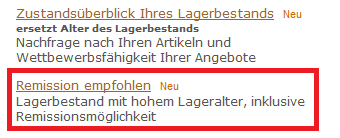 Zustandsüberblick Ihres Lagerbestands Neu
ersetzt Alter des Lagerbestands
Nachfrage nach Ihren Artikeln und
Wettbewerbsfähigkeit Ihrer Angebote
Remission empfohlen Neu
Lagerbestand mit hohem Lageralter, inklusive
Remissionsmöglichkeit